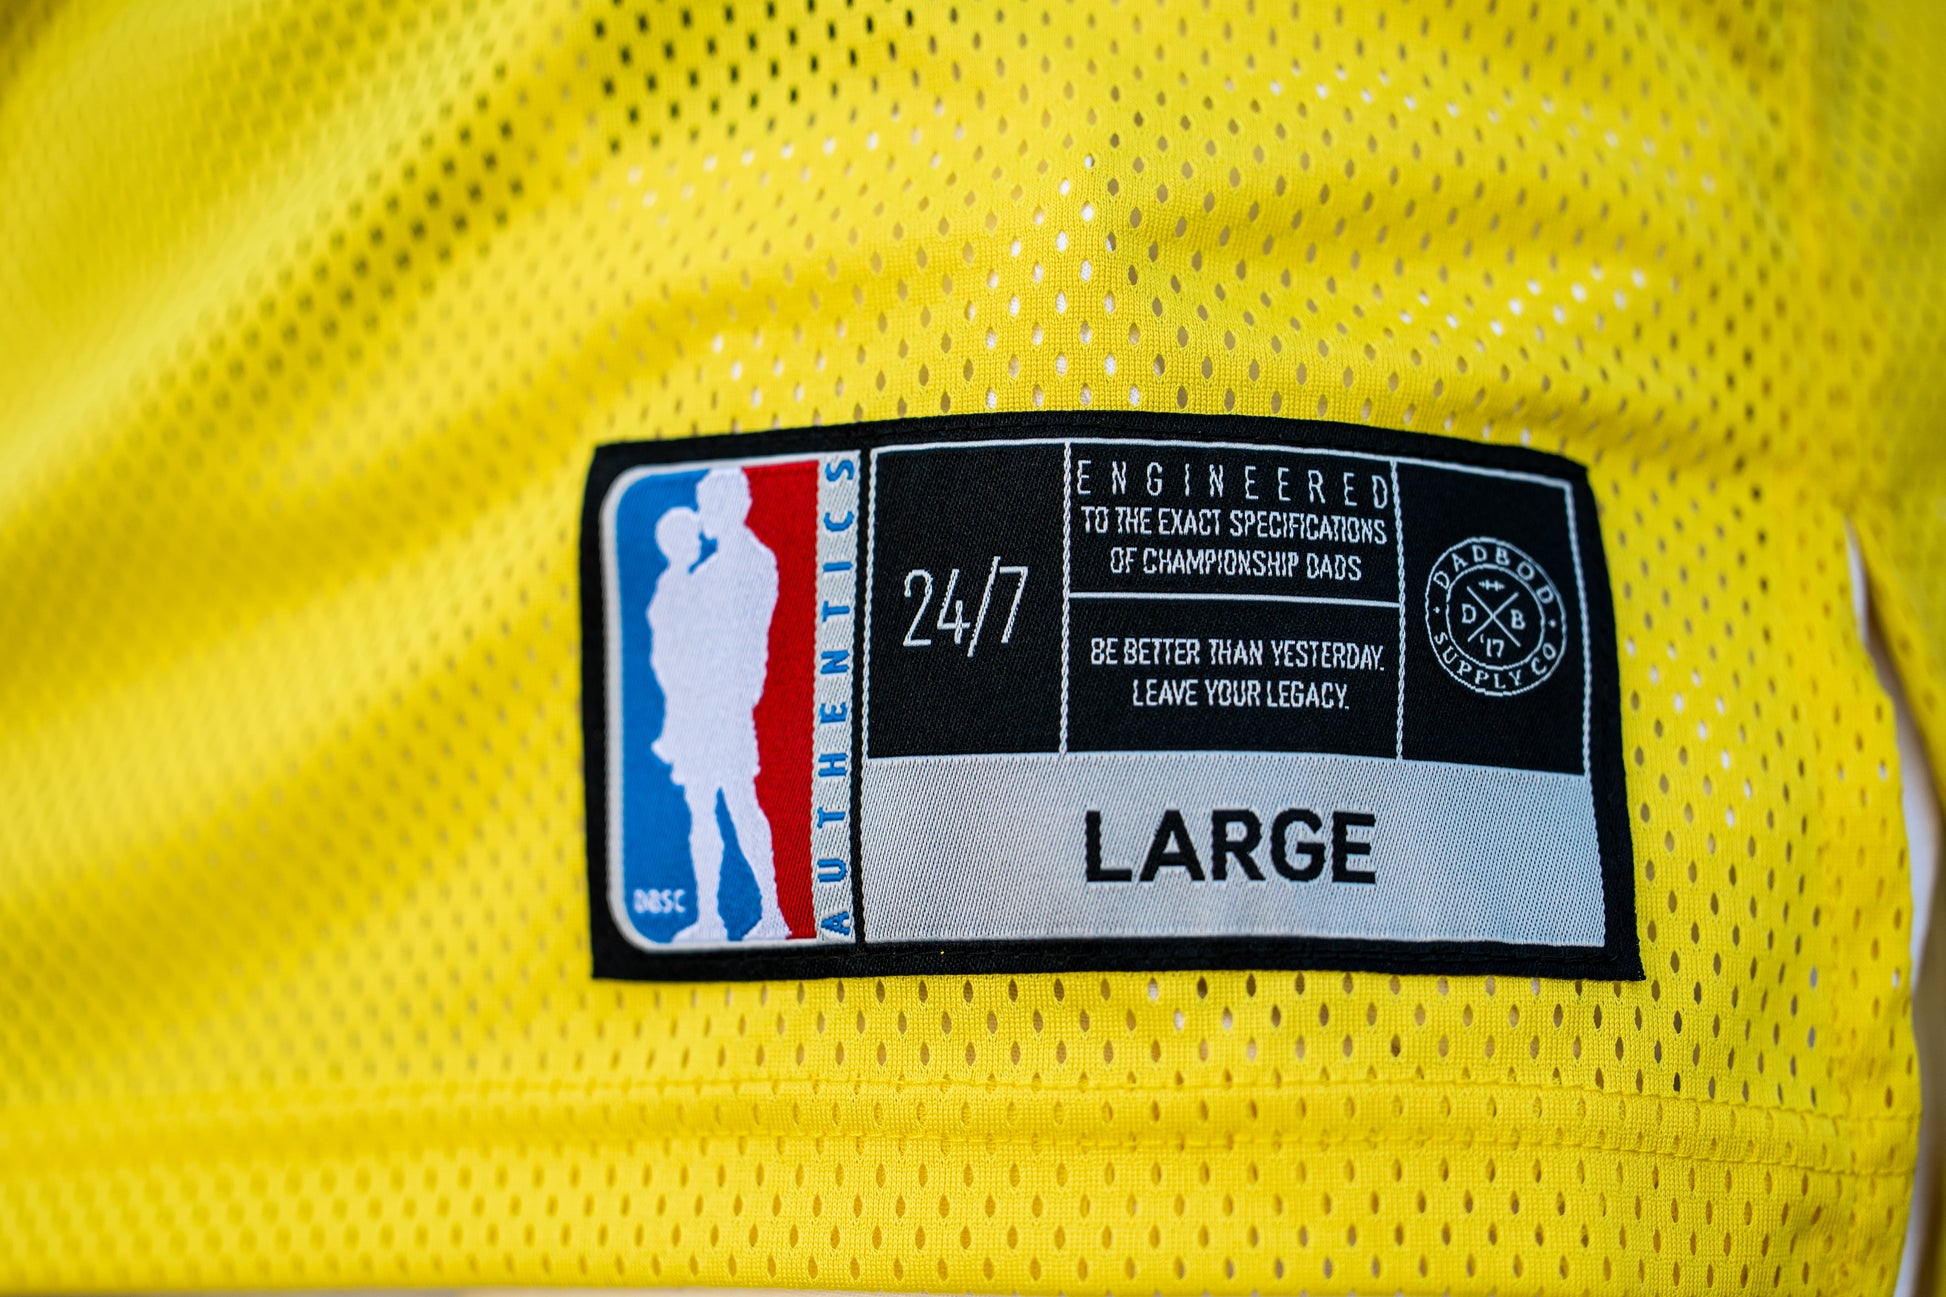 DBSC
AUTHENTICS
24/7
ENGINEERED
TO THE EXACT SPECIFICATIONS
OF CHAMPIONSHIP DADS
BE BETTER THAN YESTERDAY.
LEAVE YOUR LEGACY.
DADBOD
D B
'17
SUPPLY CO
LARGE